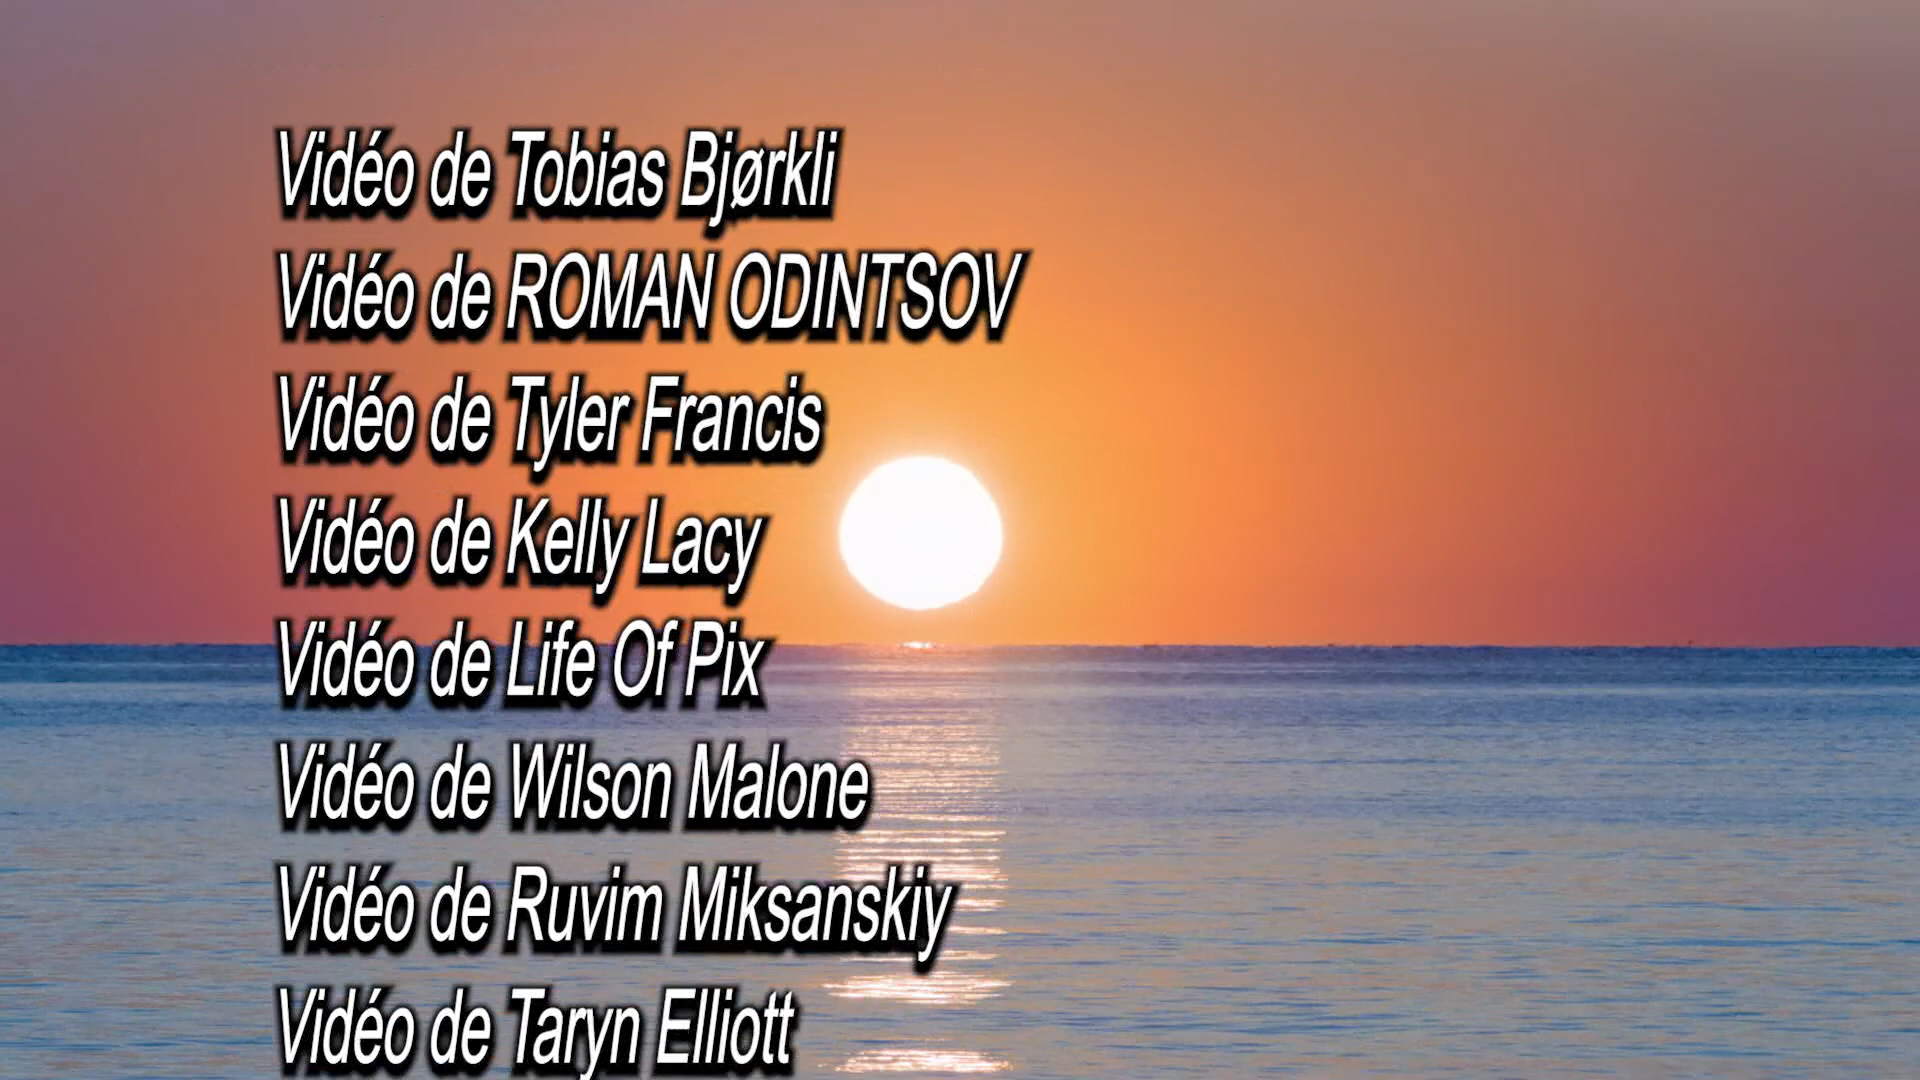 Vidéo de Tobias Bjørkli
Vidéo de ROMAN ODINTSOV
Vidéo de Tyler Francis
Vidéo de Kelly Lacy
Vidéo de Life Of Pix
Vidéo de Wilson Malone
Vidéo de Ruvim Miksanskiy
Vidéo de Taryn Elliott